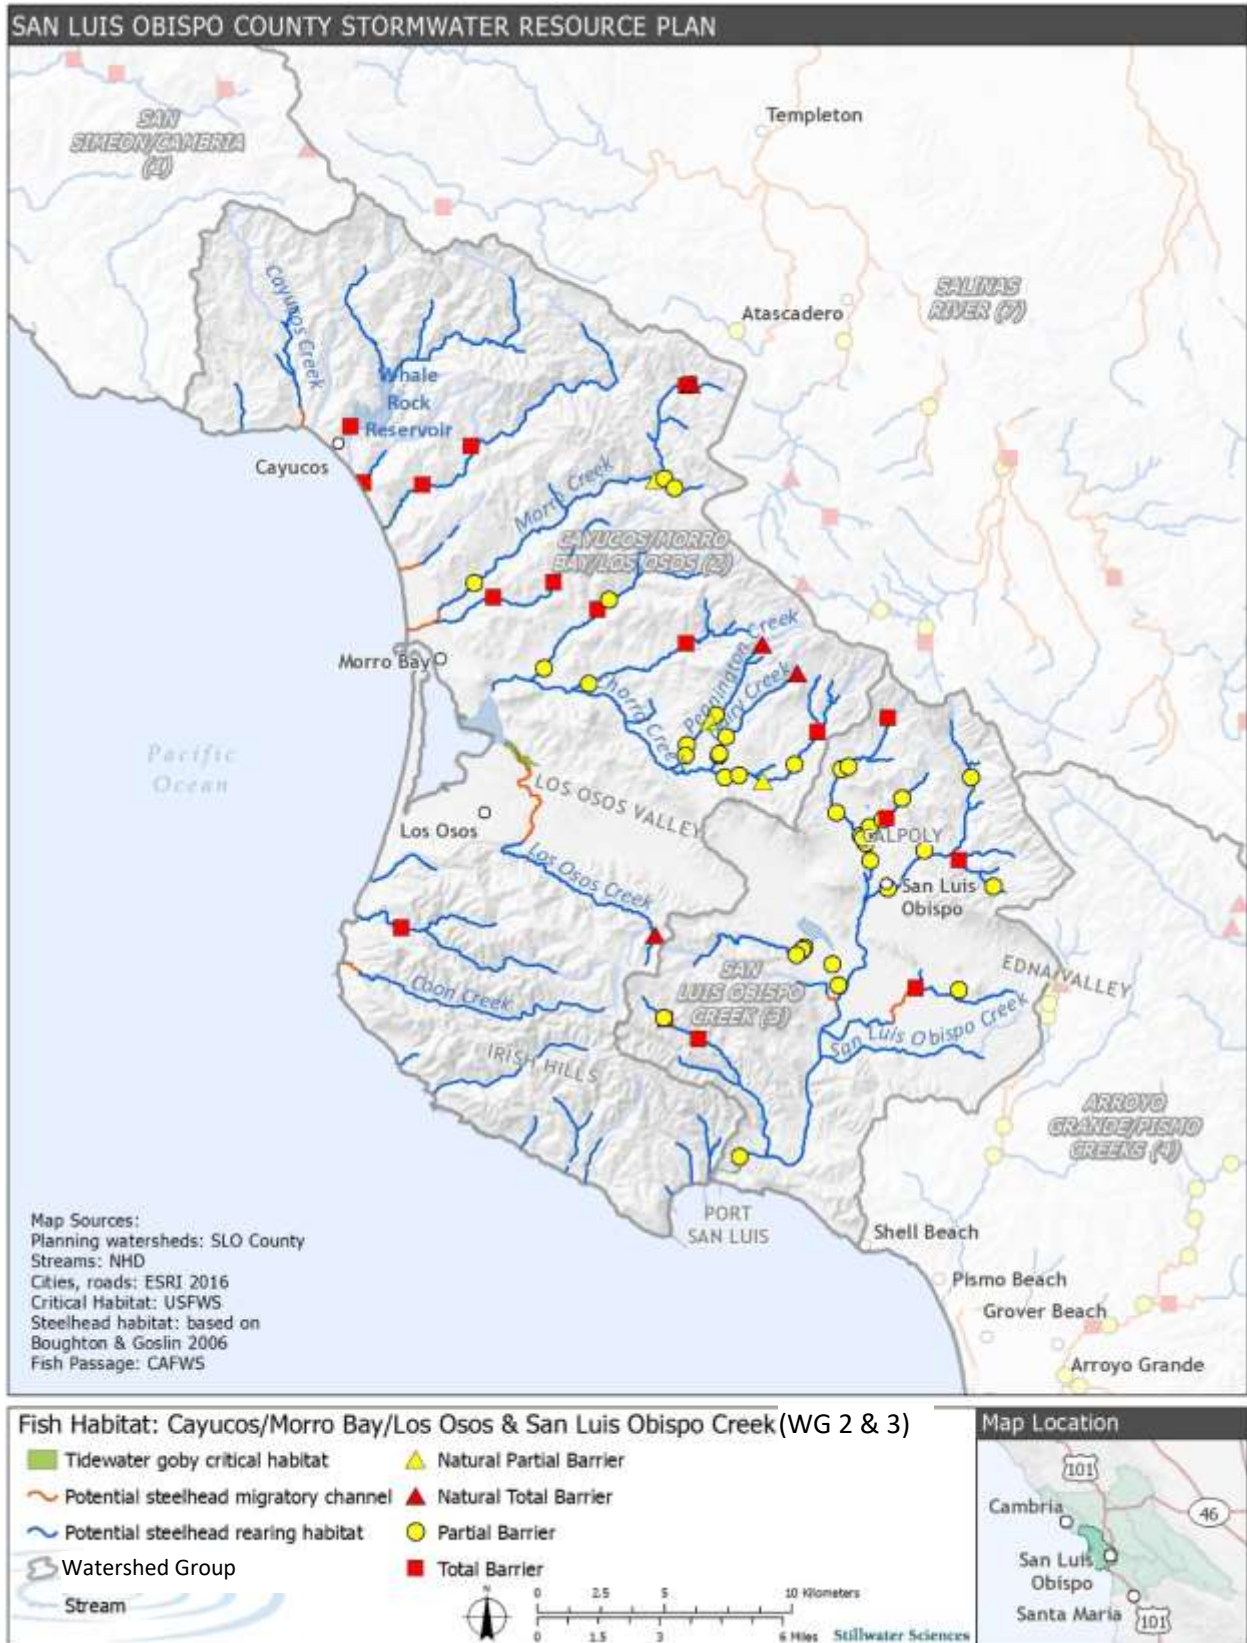 SAN LUIS OBISPO COUNTY STORMWATER RESOURCE PLAN
SAN
SIMEON/CAMBRIA
(1)
Templeton
Atascadero
SALINAS
RIVER (7)
Cayucos Creek
Whale
Rock
Reservoir
Cayucos
Morro Creek
CAYUCOS/MORRO
BAY/LOS OSOS (2)
Morro Bay
Pennington Creek
Dairy Creek
Chorro Creek
Pacific
Ocean
LOS OSOS VALLEY
Los Osos
CALPOLY
Los Osos Creek
San Luis
Obispo
SAN
LUIS OBISPO
CREEK (3)
EDNA VALLEY
Coon Creek
San Luis Obispo Creek
IRISH HILLS
ARROYO
GRANDE/PISMO
CREEKS (4)
PORT
SAN LUIS
Shell Beach
Pismo Beach
Grover Beach
Arroyo Grande
Map Sources:
Planning watersheds: SLO County
Streams: NHD
Cities, roads: ESRI 2016
Critical Habitat: USFWS
Steelhead habitat: based on
Boughton & Goslin 2006
Fish Passage: CAFWS
Fish Habitat: Cayucos/Morro Bay/Los Osos & San Luis Obispo Creek (WG 2 & 3)
Tidewater goby critical habitat
Potential steelhead migratory channel
Potential steelhead rearing habitat
Watershed Group
Stream
Natural Partial Barrier
Natural Total Barrier
Partial Barrier
Total Barrier
N
0 2.5 5 10 Kilometers
0 1.5 3 6 Miles
Stillwater Sciences
Map Location
101
Cambria
46
San Luis
Obispo
Santa Maria
101